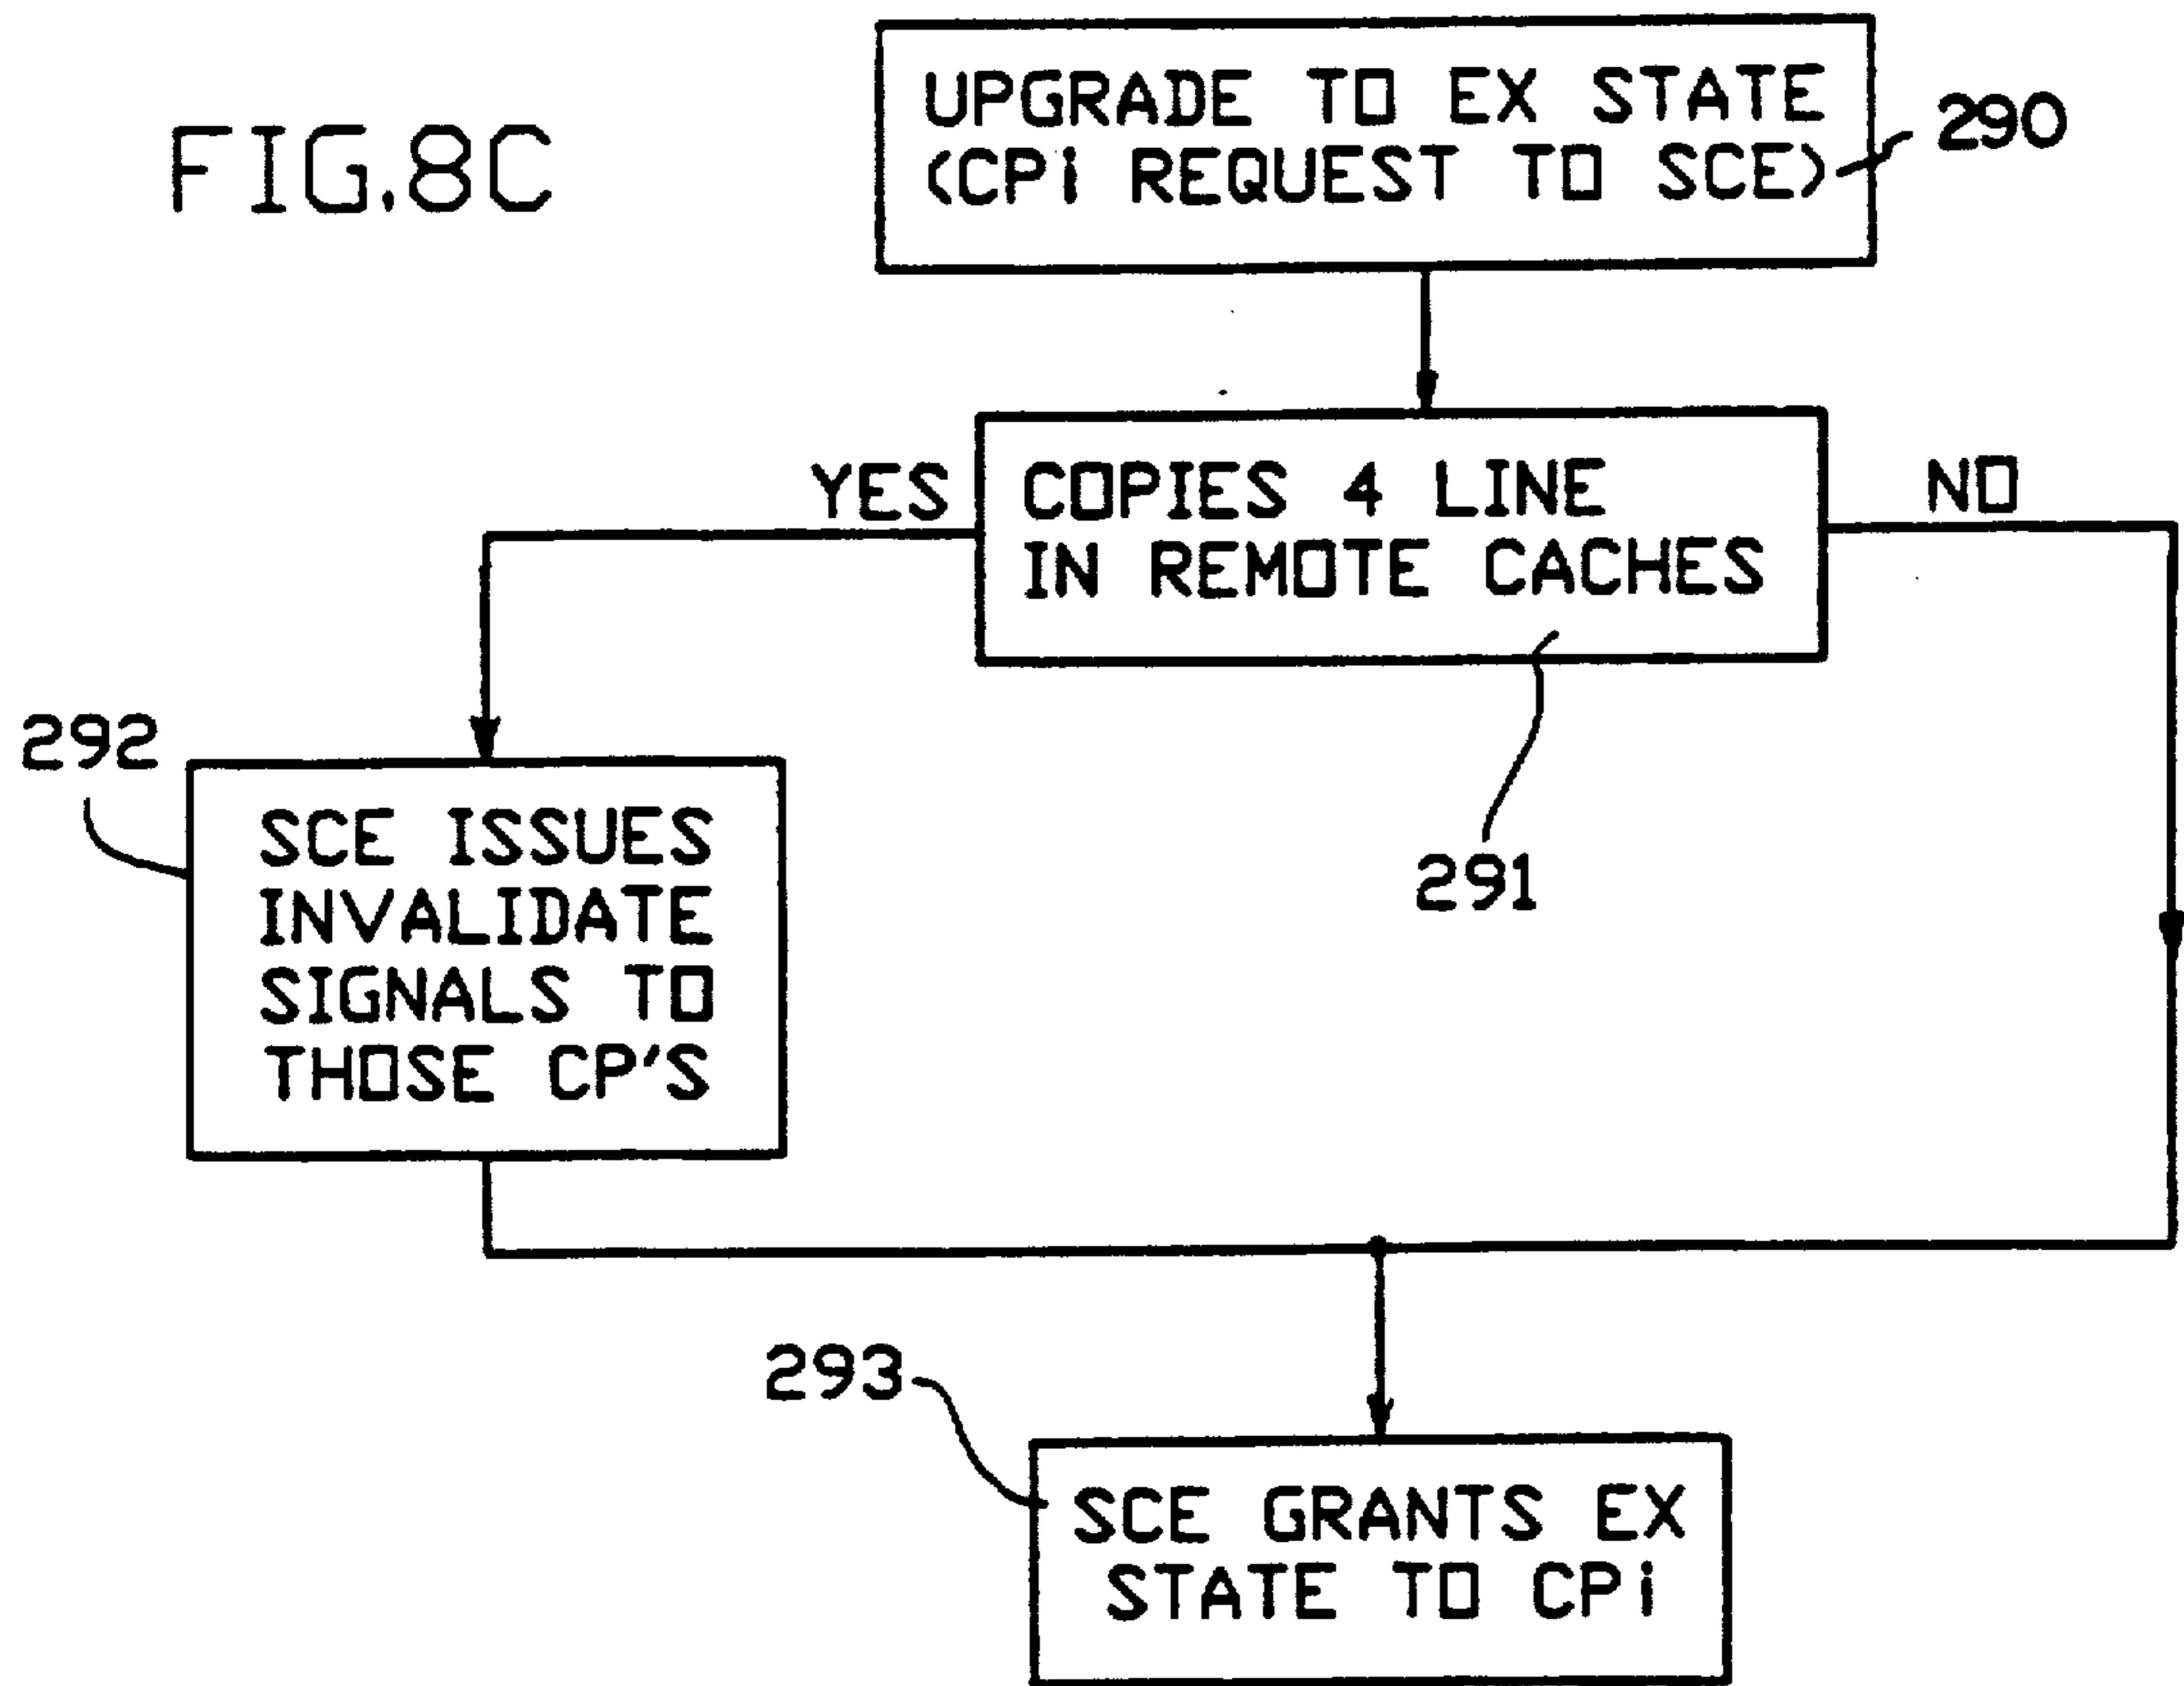 FIG.8C
UPGRADE TO EX STATE
(CPi REQUEST TO SCE)
290
YES
COPIES 4 LINE
IN REMOTE CACHES
NO
291
292
SCE ISSUES
INVALIDATE
SIGNALS TO
THOSE CP'S
293
SCE GRANTS EX
STATE TO CPi